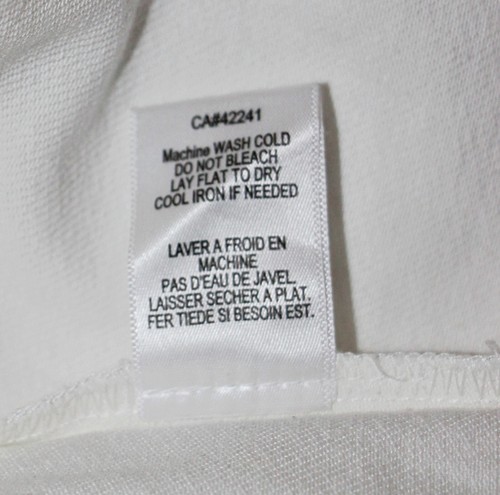 CA#42241
Machine WASH COLD
DO NOT BLEACH
LAY FLAT TO DRY
COOL IRON IF NEEDED
LAVER A FROID EN
MACHINE
PAS D'EAU DE JAVEL.
LAISSER SECHER A PLAT.
FER TIEDE SI BESOIN EST.